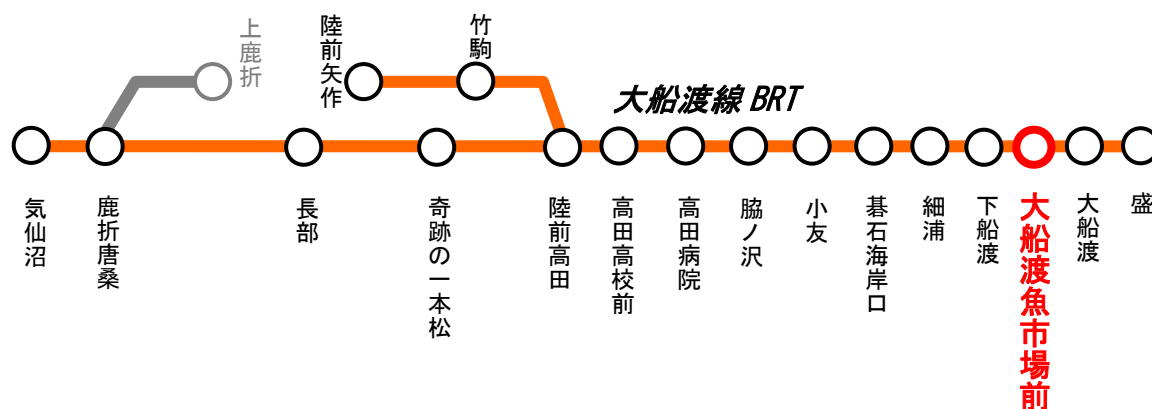 上鹿折
陸前矢作
竹駒
大船渡線 BRT
気仙沼
鹿折唐桑
長部
奇跡の一本松
陸前高田
高田高校前
高田病院
脇ノ沢
小友
碁石海岸口
細浦
下船渡
大船渡魚市場前
大船渡
盛